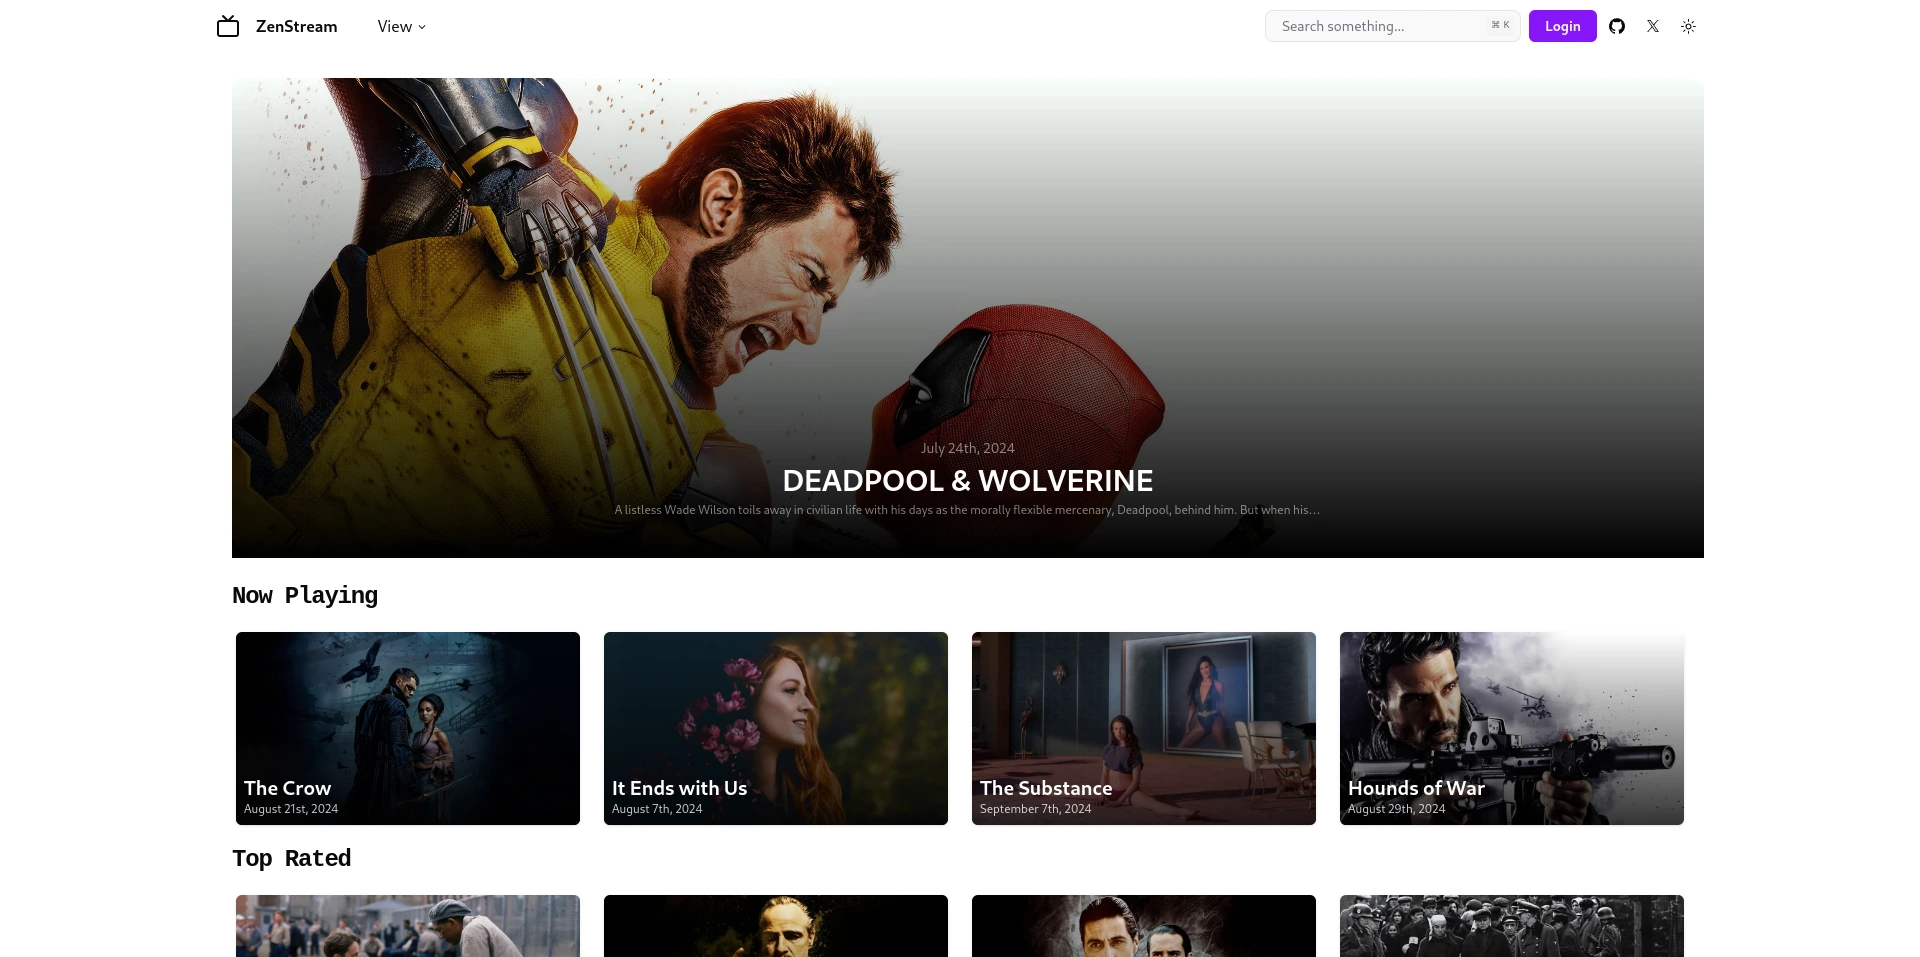 ZenStream
View
Search something...
⌘ K
Login
July 24th, 2024
DEADPOOL & WOLVERINE
A listless Wade Wilson toils away in civilian life with his days as the morally flexible mercenary, Deadpool, behind him. But when his...
Now Playing
The Crow
August 21st, 2024
It Ends with Us
August 7th, 2024
The Substance
September 7th, 2024
Hounds of War
August 29th, 2024
Top Rated